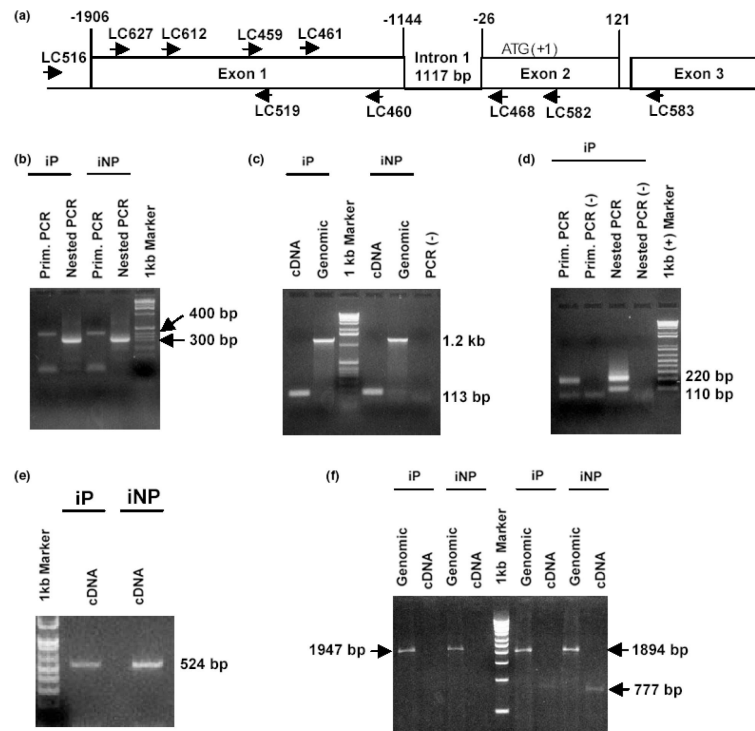 (a)
-1906
-1144
-26
121
LC516
LC627
LC612
LC459
LC461
Exon 1
Intron 1
1117 bp
ATG(+1)
Exon 2
Exon 3
LC519
LC460
LC468
LC582
LC583
(b)
iP
iNP
Prim. PCR
Nested PCR
Prim. PCR
Nested PCR
1kb Marker
400 bp
300 bp
(c)
iP
iNP
cDNA
Genomic
1 kb Marker
cDNA
Genomic
PCR (-)
1.2 kb
113 bp
(d)
iP
Prim. PCR
Prim. PCR (-)
Nested PCR
Nested PCR (-)
1kb (+) Marker
220 bp
110 bp
(e)
iP
iNP
1kb Marker
cDNA
cDNA
524 bp
(f)
iP
iNP
iP
iNP
Genomic
cDNA
Genomic
cDNA
1kb Marker
Genomic
cDNA
Genomic
cDNA
1947 bp
1894 bp
777 bp